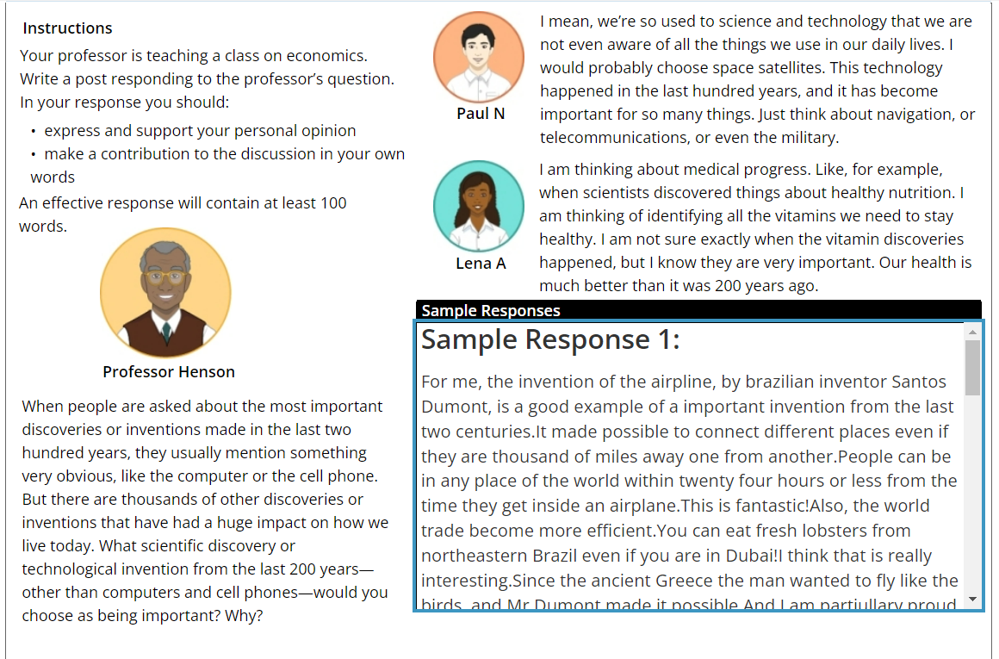 Instructions
Your professor is teaching a class on economics.
Write a post responding to the professor’s question.
In your response you should:
• express and support your personal opinion
• make a contribution to the discussion in your own
words
An effective response will contain at least 100
words.
Professor Henson
When people are asked about the most important
discoveries or inventions made in the last two
hundred years, they usually mention something
very obvious, like the computer or the cell phone.
But there are thousands of other discoveries or
inventions that have had a huge impact on how we
live today. What scientific discovery or
technological invention from the last 200 years—
other than computers and cell phones—would you
choose as being important? Why?
Paul N
I mean, we’re so used to science and technology that we are
not even aware of all the things we use in our daily lives. I
would probably choose space satellites. This technology
happened in the last hundred years, and it has become
important for so many things. Just think about navigation, or
telecommunications, or even the military.
Lena A
I am thinking about medical progress. Like, for example,
when scientists discovered things about healthy nutrition. I
am thinking of identifying all the vitamins we need to stay
healthy. I am not sure exactly when the vitamin discoveries
happened, but I know they are very important. Our health is
much better than it was 200 years ago.
Sample Responses
Sample Response 1:
For me, the invention of the airpline, by brazilian inventor Santos
Dumont, is a good example of a important invention from the last
two centuries.It made possible to connect different places even if
they are thousand of miles away one from another.People can be
in any place of the world within twenty four hours or less from the
time they get inside an airplane.This is fantastic!Also, the world
trade become more efficient.You can eat fresh lobsters from
northeastern Brazil even if you are in Dubai!I think that is really
interesting.Since the ancient Greece the man wanted to fly like the
birds, and Mr Dumont made it possible.And I am partiullary proud